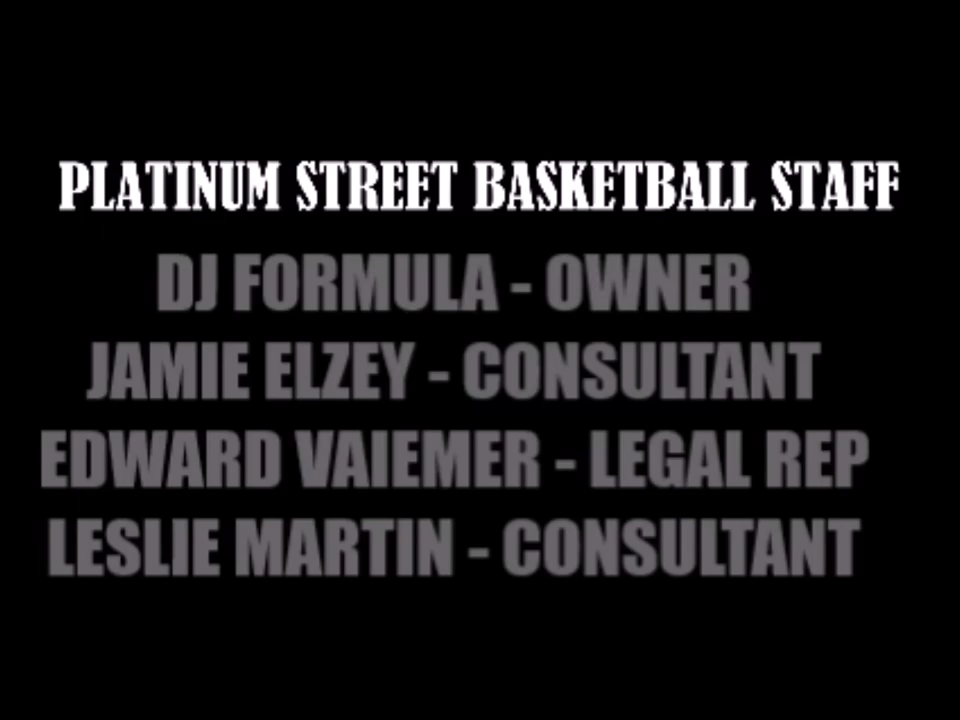 PLATINUM STREET BASKETBALL STAFF
DJ FORMULA - OWNER
JAMIE ELZEY - CONSULTANT
EDWARD VAIEMER - LEGAL REP
LESLIE MARTIN - CONSULTANT